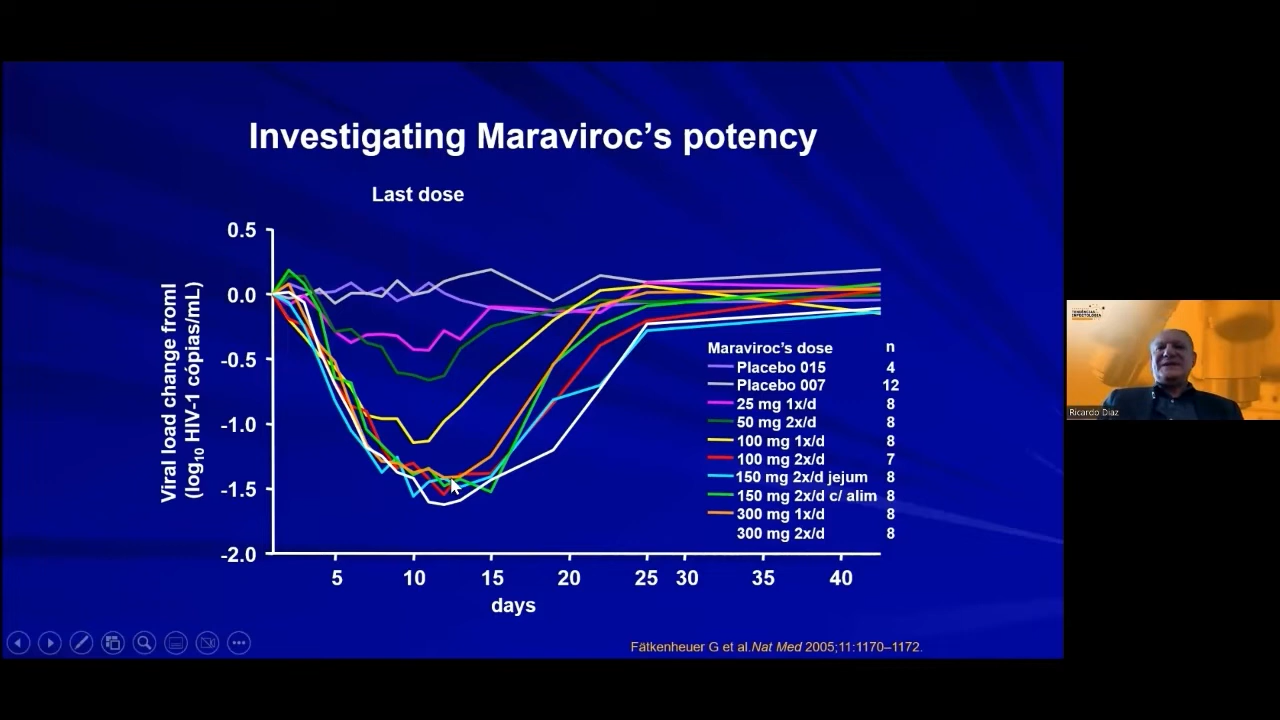 Investigating Maraviroc's potency
Last dose
Viral load change froml
(log10 HIV-1 cópias/mL)
0.5
0.0
-0.5
-1.0
-1.5
-2.0
5 10 15 20 25 30 35 40
days
Maraviroc's dose n
Placebo 015 4
Placebo 007 12
25 mg 1x/d 8
50 mg 2x/d 8
100 mg 1x/d 8
100 mg 2x/d 7
150 mg 2x/d jejum 8
150 mg 2x/d c/ alim 8
300 mg 1x/d 8
300 mg 2x/d 8
Fätkenheuer G et al.Nat Med 2005;11:1170–1172.
INFECTOLOGIA
Ricardo Diaz